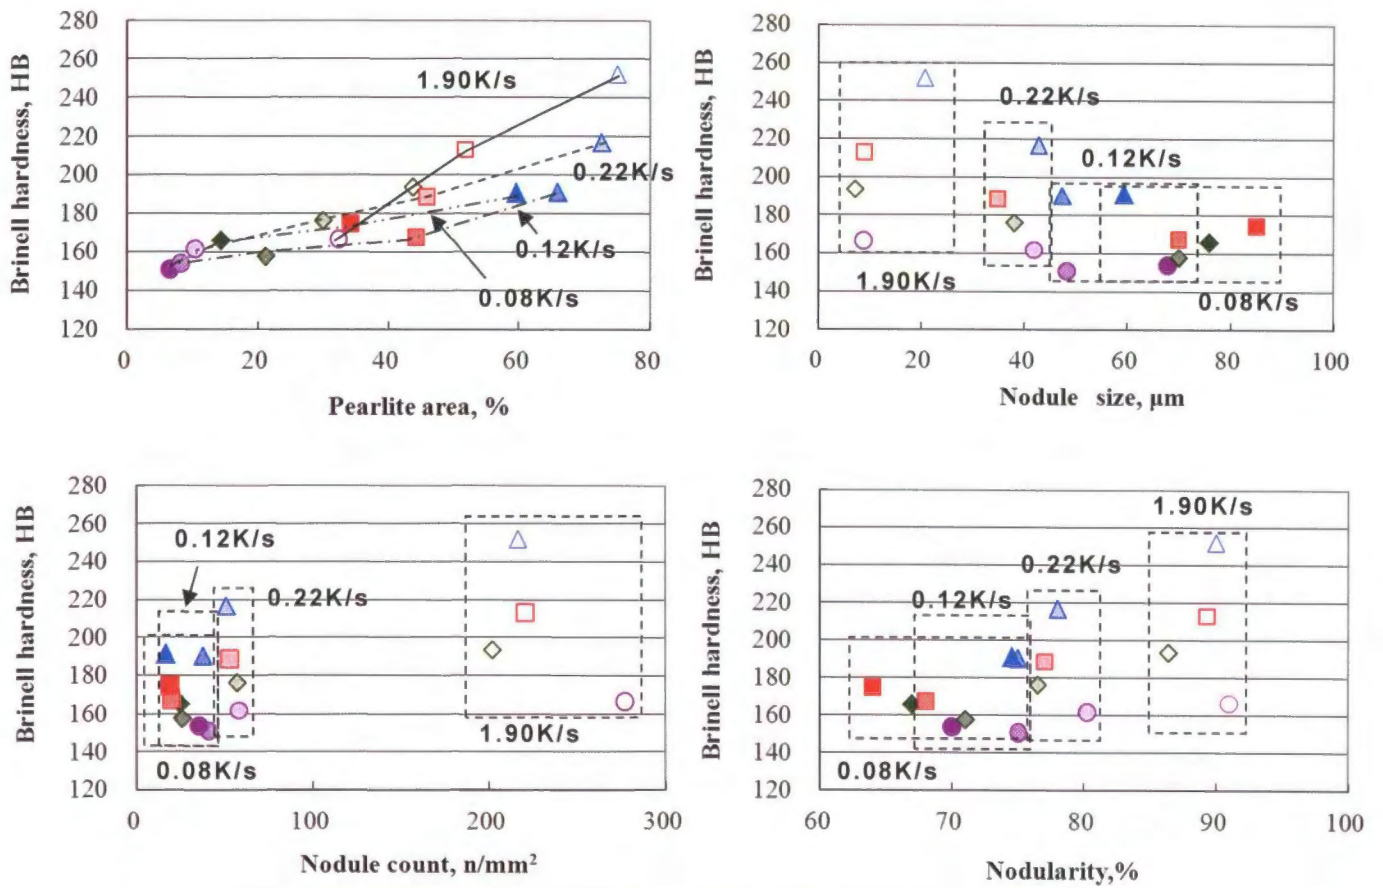 280
260
240
220
200
180
160
140
120
Brinell hardness, HB
1.90K/s
0.22K/s
0.12K/s
0.08K/s
0
20
40
60
80
Pearlite area, %
280
260
240
220
200
180
160
140
120
Brinell hardness, HB
0.22K/s
0.12K/s
1.90K/s
0.08K/s
0
20
40
60
80
100
Nodule size, μm
280
260
240
220
200
180
160
140
120
Brinell hardness, HB
0.12K/s
0.22K/s
1.90K/s
0.08K/s
0
100
200
300
Nodule count, n/mm²
280
260
240
220
200
180
160
140
120
Brinell hardness, HB
1.90K/s
0.22K/s
0.12K/s
0.08K/s
60
70
80
90
100
Nodularity,%